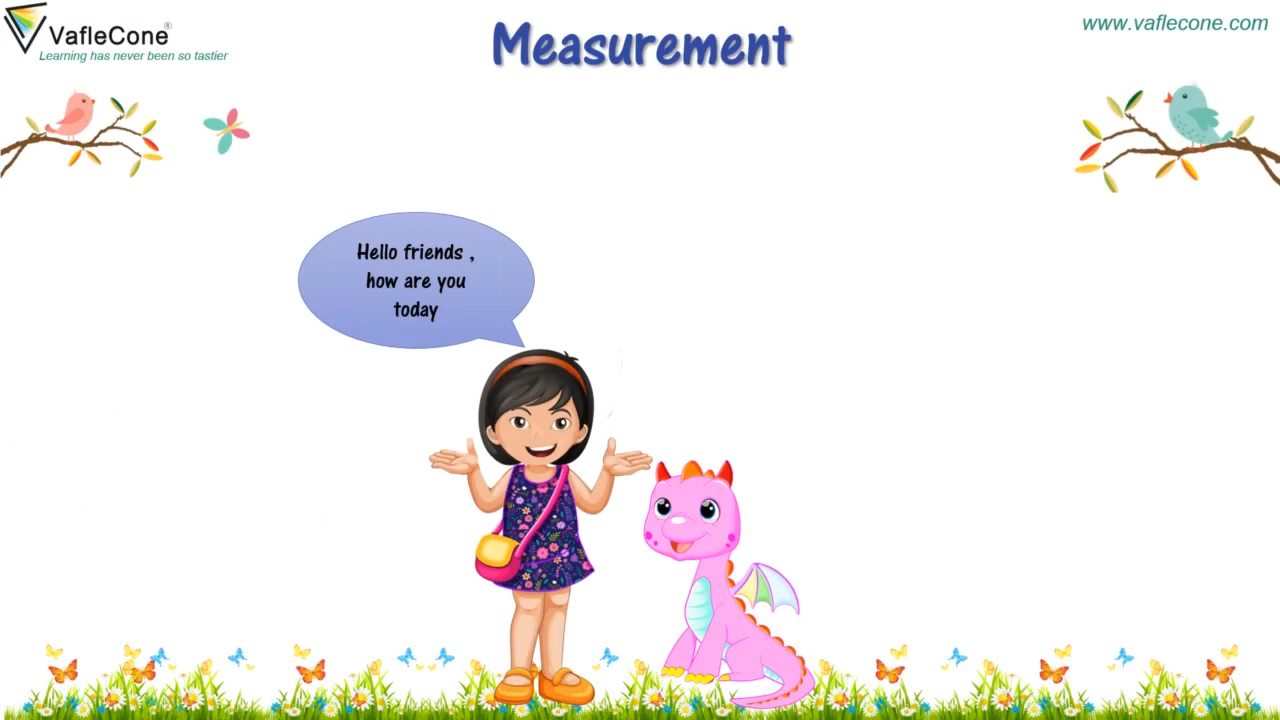 VafleCone®
Learning has never been so tastier
Measurement
www.vaflecone.com
Hello friends ,
how are you
today